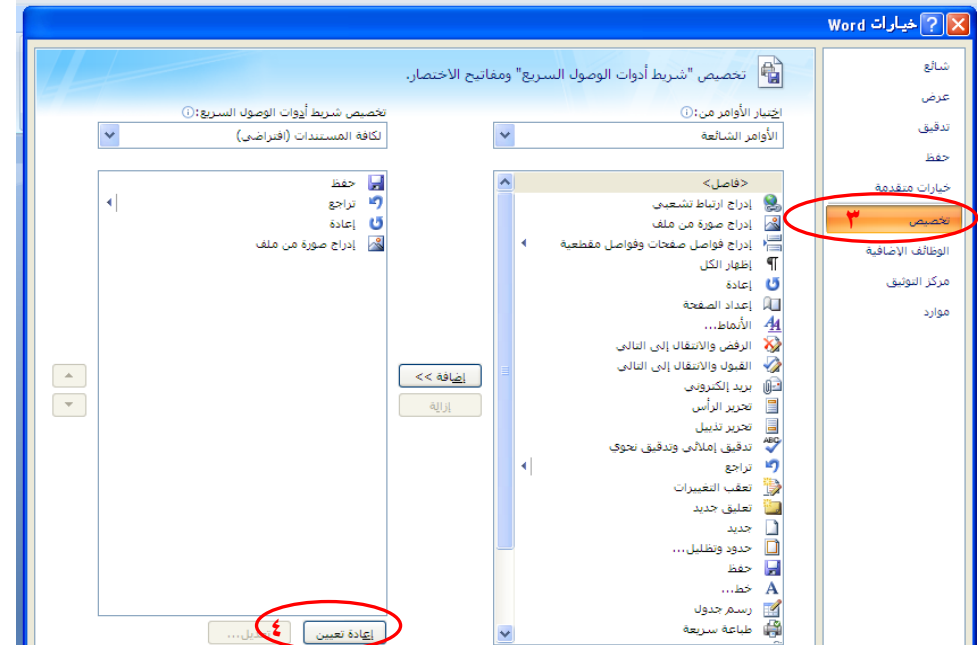 خيارات Word
شائع
عرض
تدقيق
حفظ
خيارات متقدمة
تخصيص
٣
الوظائف الإضافية
مركز التوثيق
موارد
تخصيص "شريط أدوات الوصول السريع" ومفاتيح الاختصار.
اختيار الأوامر من:
الأوامر الشائعة
<فاصل>
إدراج ارتباط تشعبي
إدراج صورة من ملف
إدراج فواصل صفحات وفواصل مقطعية
إظهار الكل
إعادة
إعداد الصفحة
الأنماط...
الرفض والانتقال إلى التالي
القبول والانتقال إلى التالي
بريد إلكتروني
تحرير الرأس
تحرير تذييل
تدقيق إملائي وتدقيق نحوي
تراجع
تعقب التغييرات
تعليق جديد
جديد
حدود وتظليل...
حفظ
خط...
رسم جدول
طباعة سريعة
إضافة >>
إزالة
تخصيص شريط أدوات الوصول السريع:
لكافة المستندات (افتراضي)
حفظ
تراجع
إعادة
إدراج صورة من ملف
إعادة تعيين
٤
تعديل...